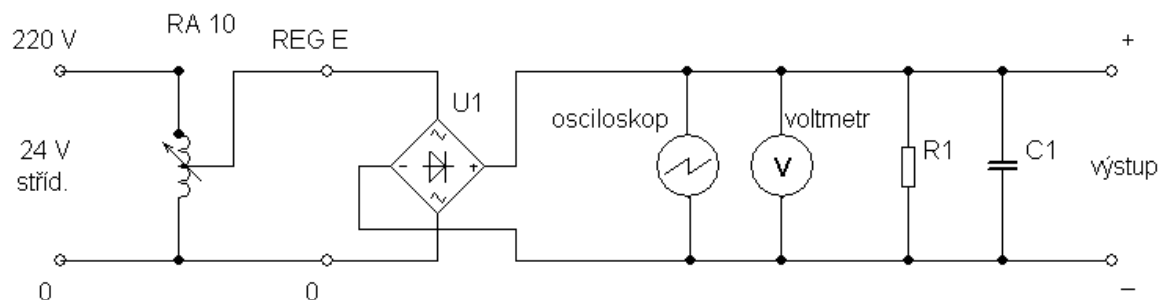 220 V
RA 10
REG E
+
U1
osciloskop
voltmetr
24 V
stříd.
-
+
V
R1
C1
výstup
0
0
–